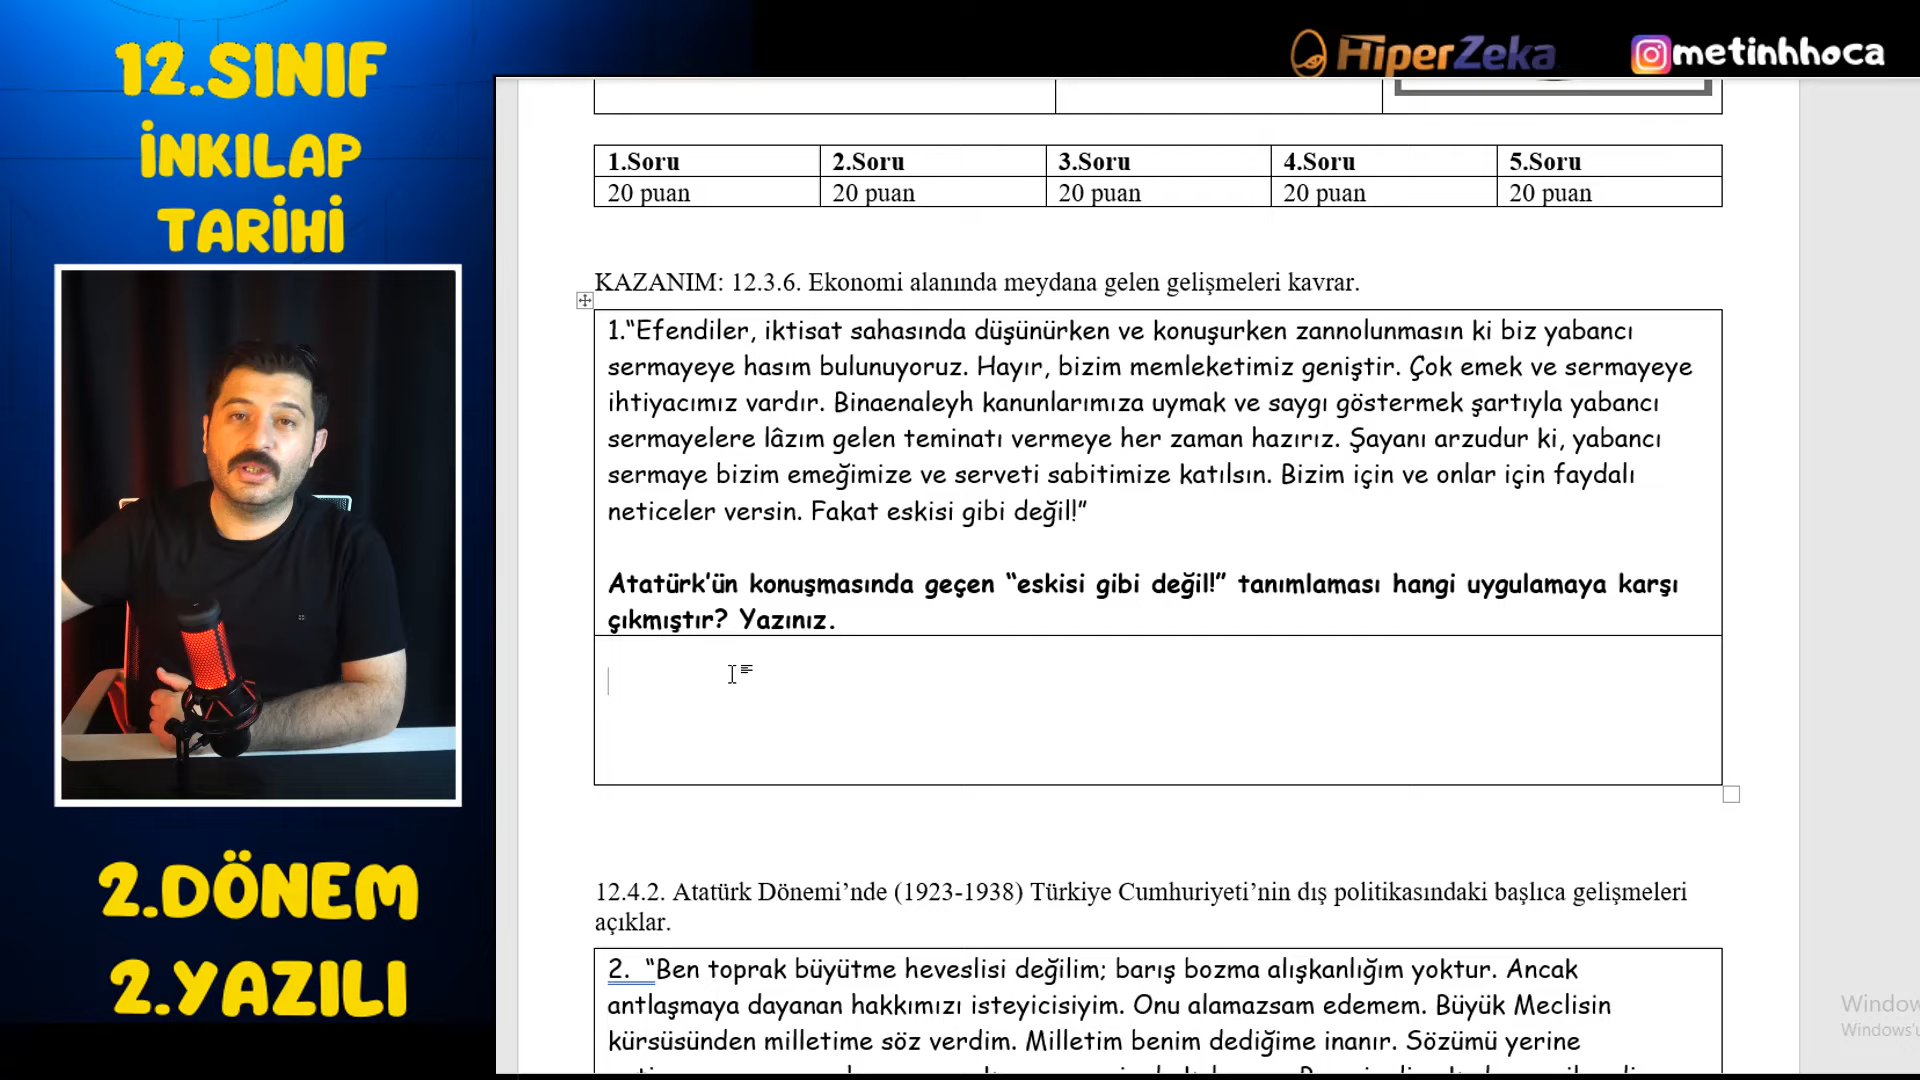 12.SINIF
İNKILAP
TARİHİ
HiperZeka
metinhhoca
1.Soru 2.Soru 3.Soru 4.Soru 5.Soru
20 puan 20 puan 20 puan 20 puan 20 puan
KAZANIM: 12.3.6. Ekonomi alanında meydana gelen gelişmeleri kavrar.
1.“Efendiler, iktisat sahasında düşünürken ve konuşurken zannolunmasın ki biz yabancı
sermayeye hasım bulunuyoruz. Hayır, bizim memleketimiz geniştir. Çok emek ve sermayeye
ihtiyacımız vardır. Binaenaleyh kanunlarımıza uymak ve saygı göstermek şartıyla yabancı
sermayelere lâzım gelen teminatı vermeye her zaman hazırız. Şayanı arzudur ki, yabancı
sermaye bizim emeğimize ve serveti sabitimize katılsın. Bizim için ve onlar için faydalı
neticeler versin. Fakat eskisi gibi değil!”
Atatürk’ün konuşmasında geçen “eskisi gibi değil!” tanımlaması hangi uygulamaya karşı
çıkmıştır? Yazınız.
12.4.2. Atatürk Dönemi’nde (1923-1938) Türkiye Cumhuriyeti’nin dış politikasındaki başlıca gelişmeleri
açıklar.
2. “Ben toprak büyütme heveslisi değilim; barış bozma alışkanlığım yoktur. Ancak
antlaşmaya dayanan hakkımızı isteyicisiyim. Onu alamazsam edemem. Büyük Meclisin
kürsüsünden milletime söz verdim. Milletim benim dediğime inanır. Sözümü yerine
2.DÖNEM
2.YAZILI
Window
Windows'u